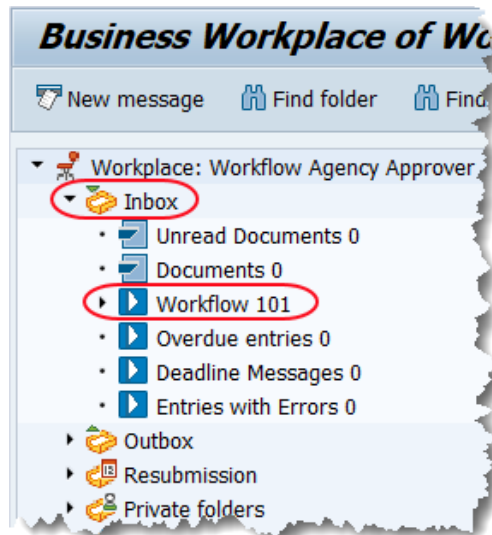 Business Workplace of Wo
New message Find folder Find
Workplace: Workflow Agency Approver
Inbox
Unread Documents 0
Documents 0
Workflow 101
Overdue entries 0
Deadline Messages 0
Entries with Errors 0
Outbox
12
Resubmission
Private folders